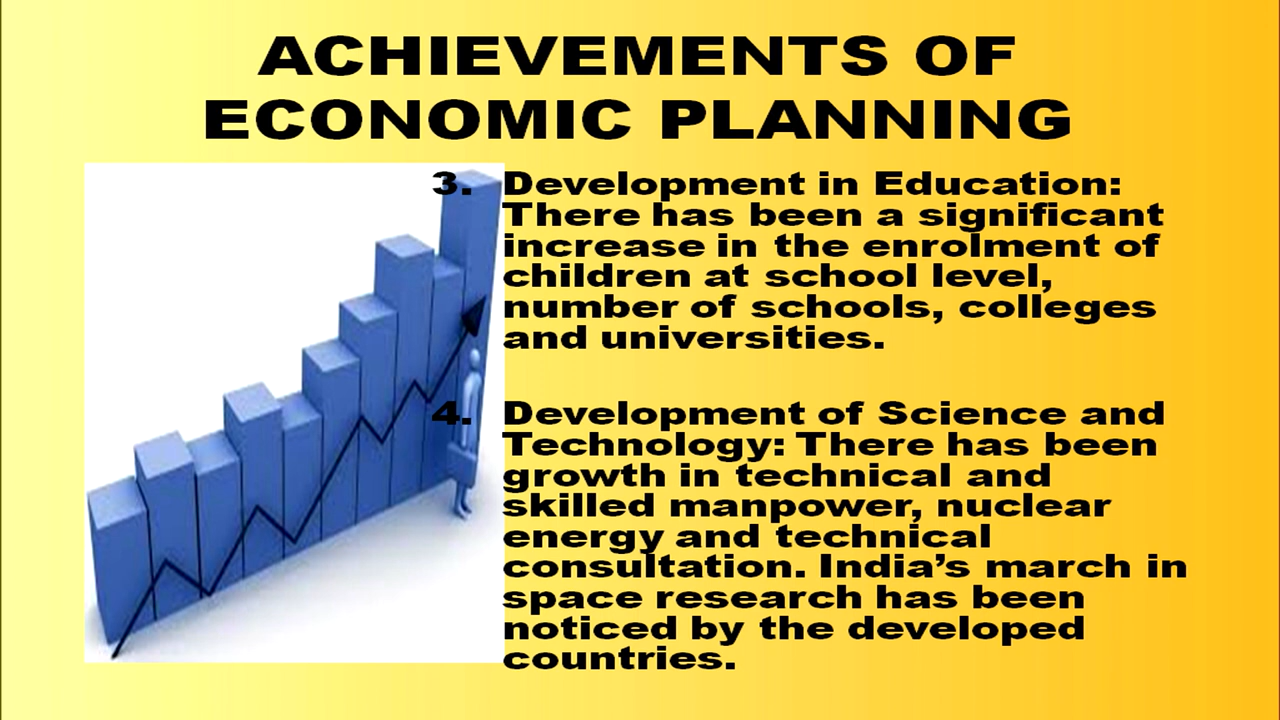 ACHIEVEMENTS OF
ECONOMIC PLANNING
3. Development in Education:
There has been a significant
increase in the enrolment of
children at school level,
number of schools, colleges
and universities.
4. Development of Science and
Technology: There has been
growth in technical and
skilled manpower, nuclear
energy and technical
consultation. India’s march in
space research has been
noticed by the developed
countries.